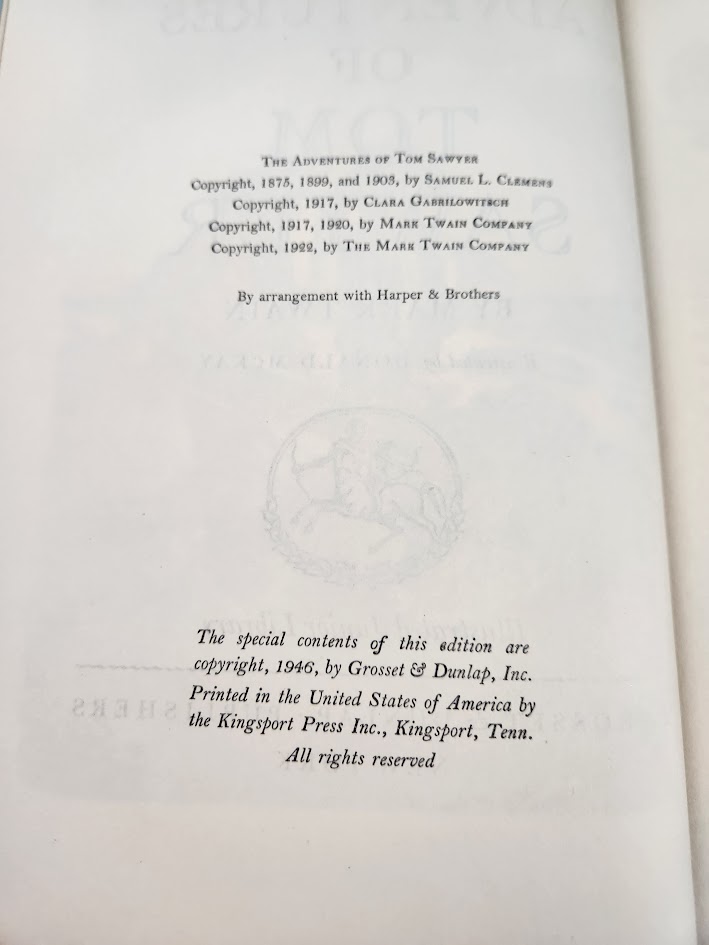 THE ADVENTURES OF TOM SAWYER
Copyright, 1875, 1899, and 1903, by SAMUEL L. CLEMENS
Copyright, 1917, by CLARA GABRILOWITSCH
Copyright, 1917, 1920, by MARK TWAIN COMPANY
Copyright, 1922, by THE MARK TWAIN COMPANY
By arrangement with Harper & Brothers
The special contents of this edition are
copyright, 1946, by Grosset & Dunlap, Inc.
Printed in the United States of America by
the Kingsport Press Inc., Kingsport, Tenn.
All rights reserved